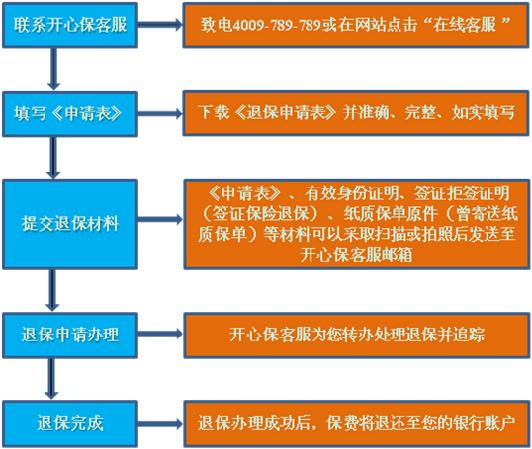 联系开心保客服
致电4009-789-789或在网站点击“在线客服 ”
填写《申请表》
下载《退保申请表》并准确、完整、如实填写
提交退保材料
《申请表》、有效身份证明、签证拒签证明
（签证保险退保）、纸质保单原件（曾寄送纸
质保单）等材料可以采取扫描或拍照后发送至
开心保客服邮箱
退保申请办理
开心保客服为您转办处理退保并追踪
退保完成
退保办理成功后，保费将退还至您的银行账户